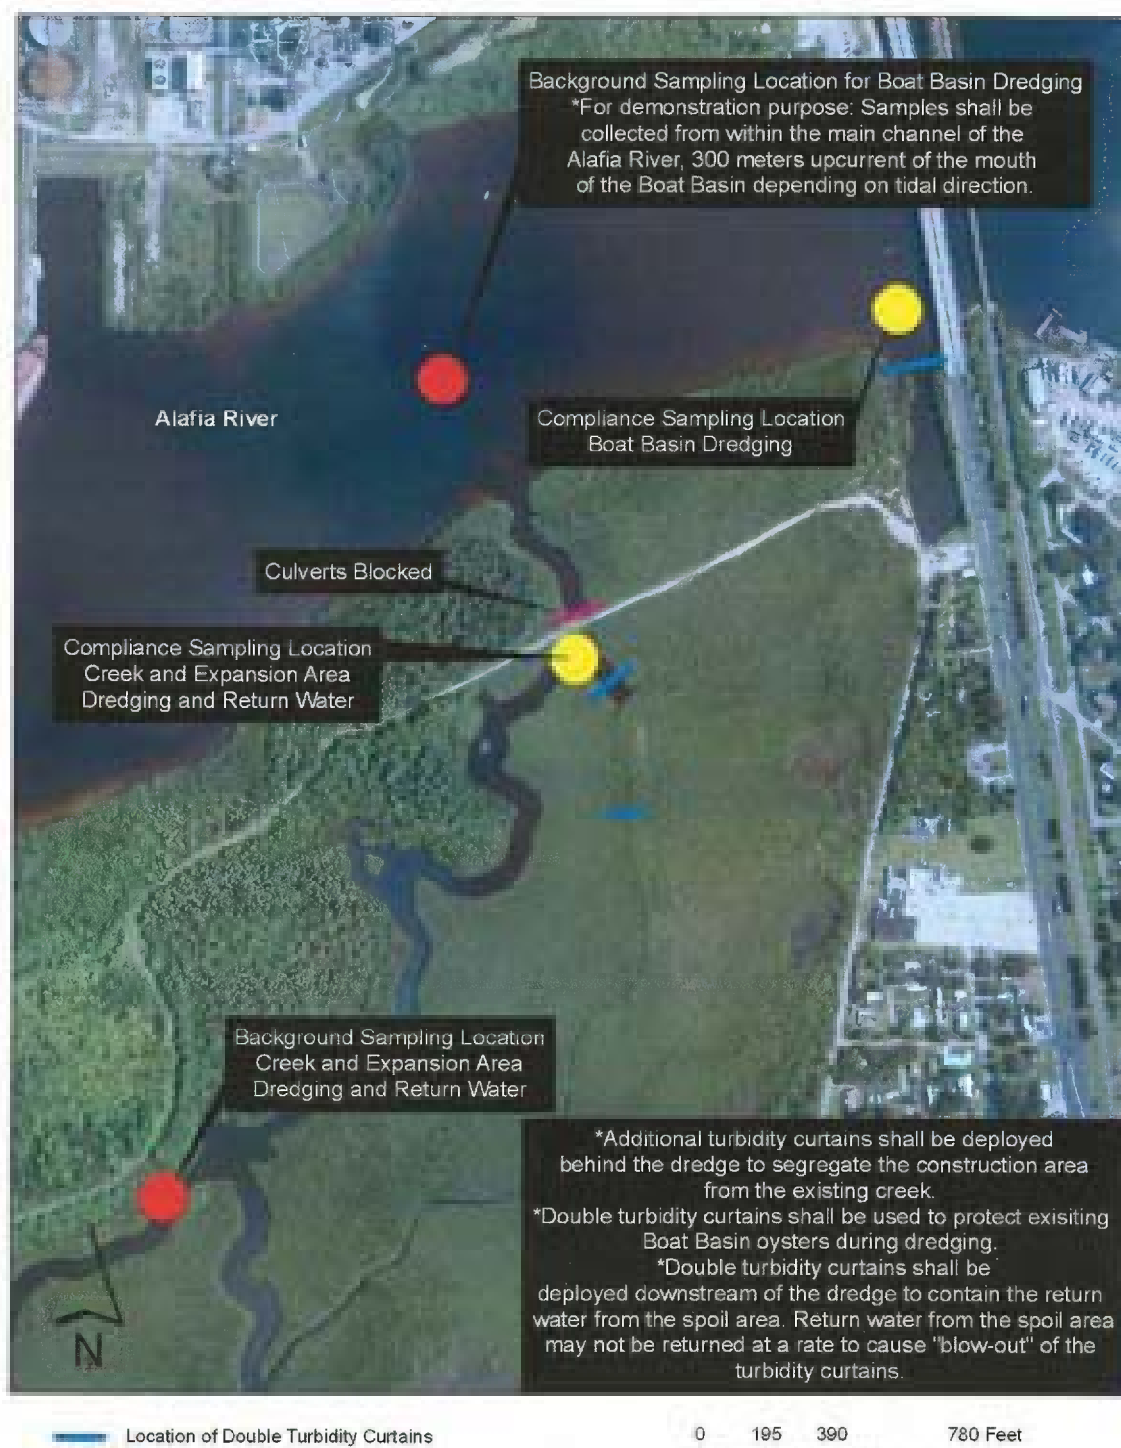 Background Sampling Location for Boat Basin Dredging
*For demonstration purpose: Samples shall be
collected from within the main channel of the
Alafia River, 300 meters upcurrent of the mouth
of the Boat Basin depending on tidal direction.
Alafia River
Compliance Sampling Location
Boat Basin Dredging
Culverts Blocked
Compliance Sampling Location
Creek and Expansion Area
Dredging and Return Water
Background Sampling Location
Creek and Expansion Area
Dredging and Return Water
*Additional turbidity curtains shall be deployed
behind the dredge to segregate the construction area
from the existing creek.
*Double turbidity curtains shall be used to protect exisiting
Boat Basin oysters during dredging.
*Double turbidity curtains shall be
deployed downstream of the dredge to contain the return
water from the spoil area. Return water from the spoil area
may not be returned at a rate to cause "blow-out" of the
turbidity curtains.
N
Location of Double Turbidity Curtains
0 195 390 780 Feet